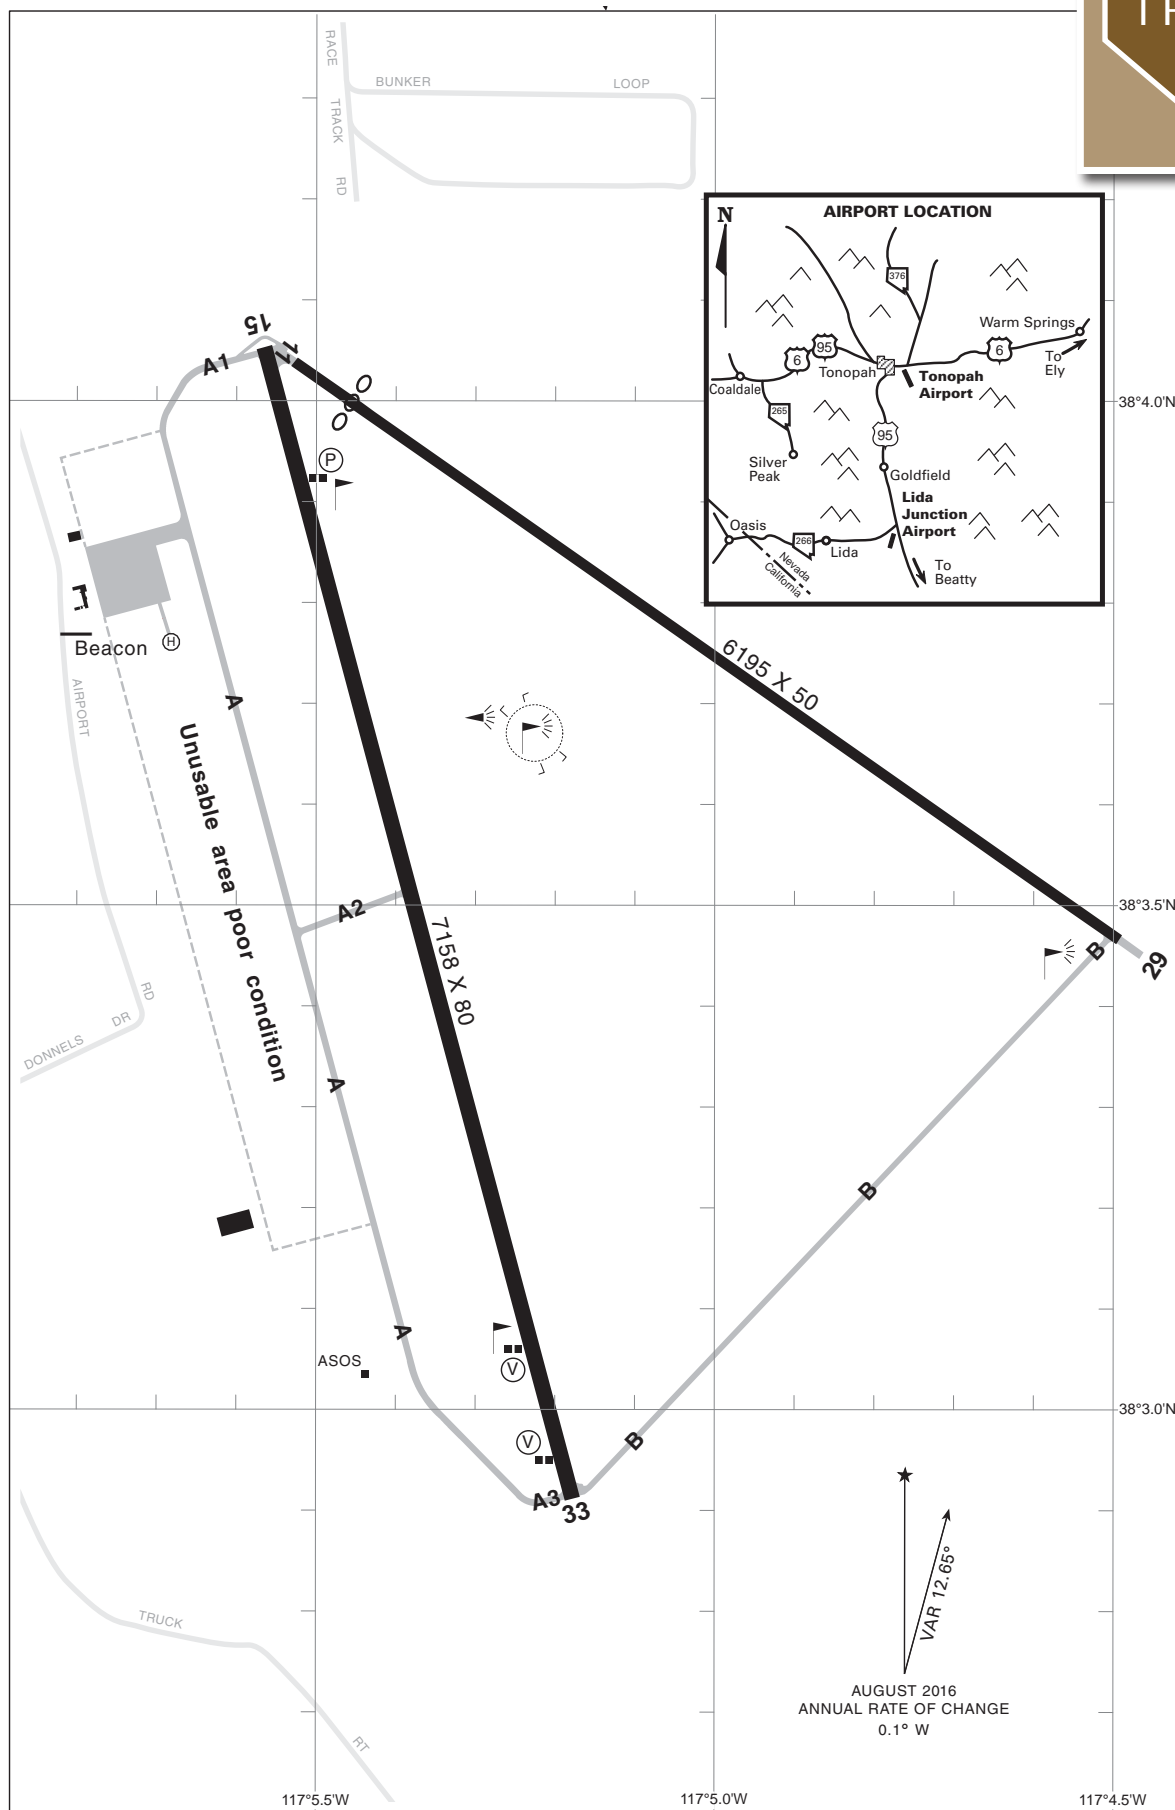 RACE
TRACK
RD
BUNKER
LOOP
AIRPORT LOCATION
N
376
Warm Springs
6
95
6
To
Ely
Tonopah
Tonopah
Airport
Coaldale
265
95
Silver
Peak
Goldfield
Lida
Junction
Airport
Oasis
266
Lida
Nevada
California
To
Beatty
15
11
A1
38°4.0'N
P
Beacon
H
AIRPORT
A
6195 X 50
Unusable area poor condition
A2
38°3.5'N
7158 X 80
B
29
RD
DONNELS
DR
A
B
A
ASOS
V
38°3.0'N
V
B
A3
33
VAR 12.65°
TRUCK
RT
AUGUST 2016
ANNUAL RATE OF CHANGE
0.1° W
117°5.5'W
117°5.0'W
117°4.5'W